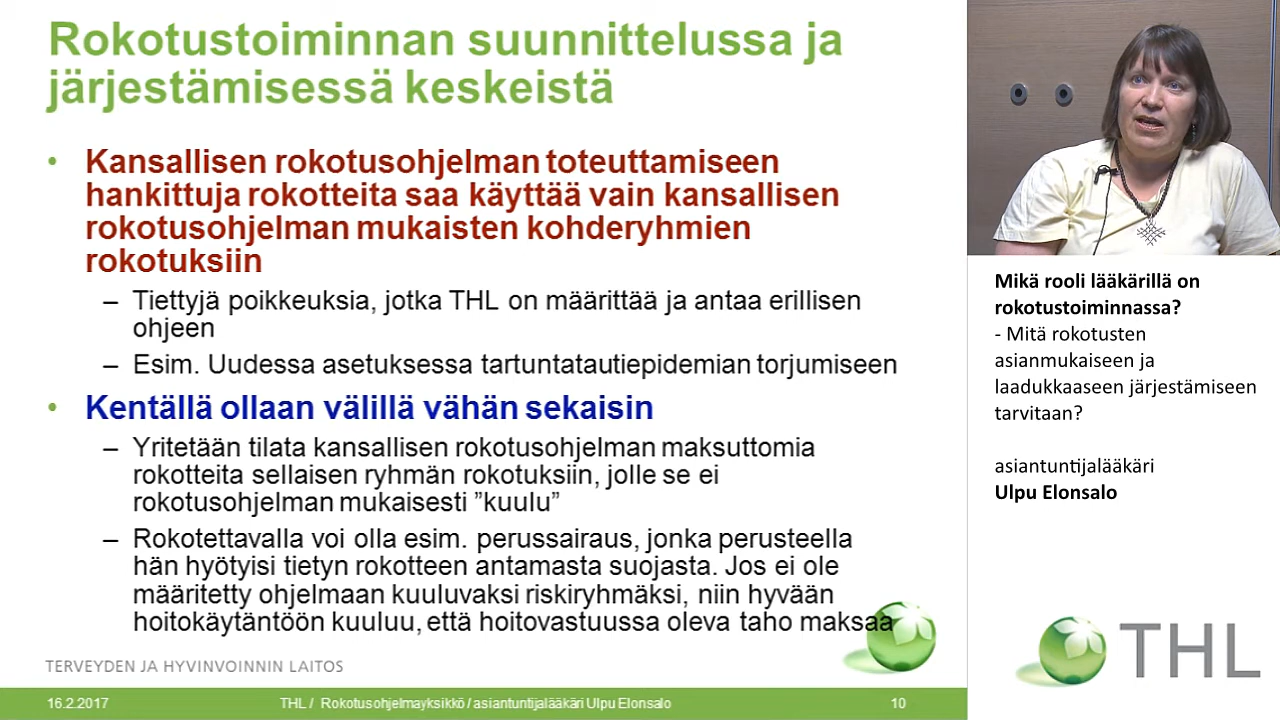 Rokotustoiminnan suunnittelussa ja
järjestämisessä keskeistä
• Kansallisen rokotusohjelman toteuttamiseen
hankittuja rokotteita saa käyttää vain kansallisen
rokotusohjelman mukaisten kohderyhmien
rokotuksiin
– Tiettyjä poikkeuksia, jotka THL on määrittää ja antaa erillisen
ohjeen
– Esim. Uudessa asetuksessa tartuntatautiepidemian torjumiseen
• Kentällä ollaan välillä vähän sekaisin
– Yritetään tilata kansallisen rokotusohjelman maksuttomia
rokotteita sellaisen ryhmän rokotuksiin, jolle se ei
rokotusohjelman mukaisesti ”kuulu”
– Rokotettavalla voi olla esim. perussairaus, jonka perusteella
hän hyötyisi tietyn rokotteen antamasta suojasta. Jos ei ole
määritetty ohjelmaan kuuluvaksi riskiryhmäksi, niin hyvään
hoitokäytäntöön kuuluu, että hoitovastuussa oleva taho maksaa
TERVEYDEN JA HYVINVOINNIN LAITOS
16.2.2017 THL / Rokotusohjelmayksikkö / asiantuntijalääkäri Ulpu Elonsalo 10
Mikä rooli lääkärillä on
rokotustoiminnassa?
- Mitä rokotusten
asianmukaiseen ja
laadukkaaseen järjestämiseen
tarvitaan?
asiantuntijalääkäri
Ulpu Elonsalo
THL